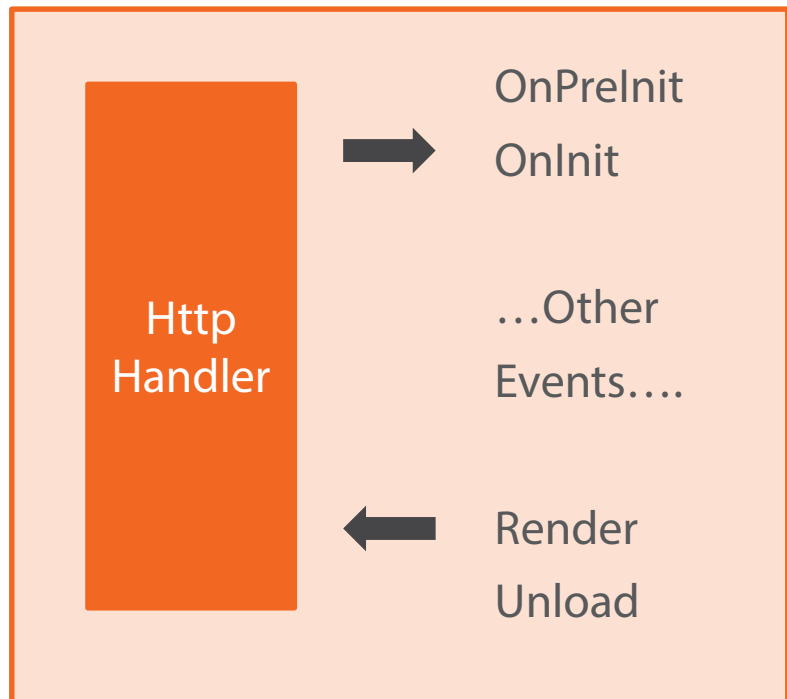 Http
Handler
OnPreInit
OnInit
…Other
Events….
Render
Unload